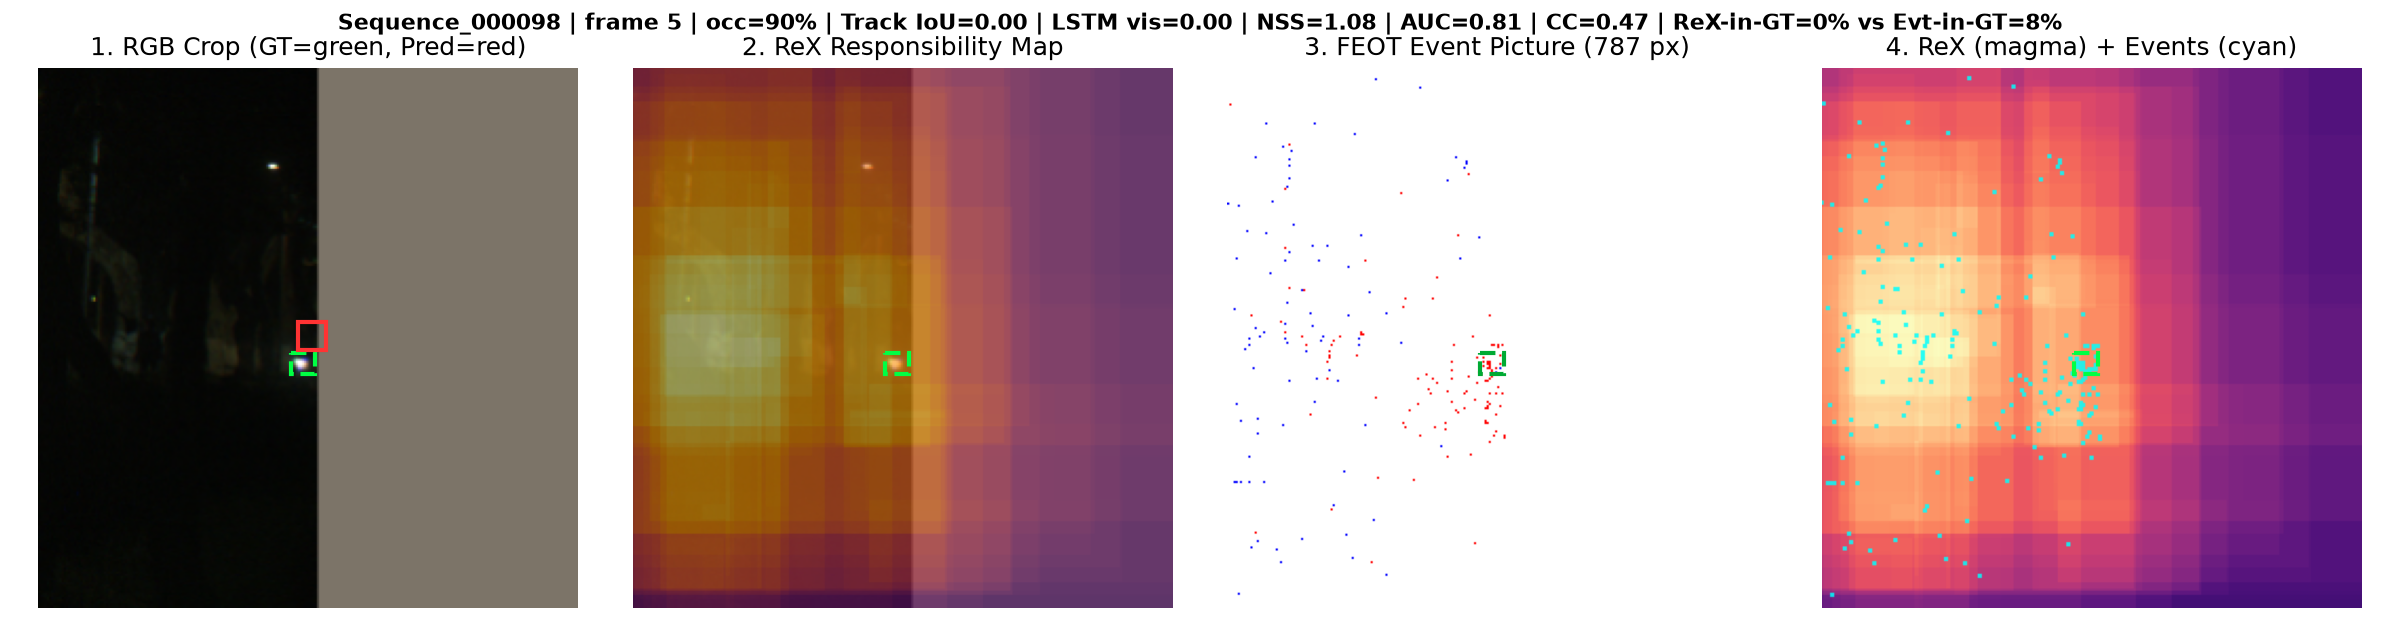 Sequence_000098 | frame 5 | occ=90% | Track IoU=0.00 | LSTM vis=0.00 | NSS=1.08 | AUC=0.81 | CC=0.47 | ReX-in-GT=0% vs Evt-in-GT=8%
1. RGB Crop (GT=green, Pred=red)
2. ReX Responsibility Map
3. FEOT Event Picture (787 px)
4. ReX (magma) + Events (cyan)